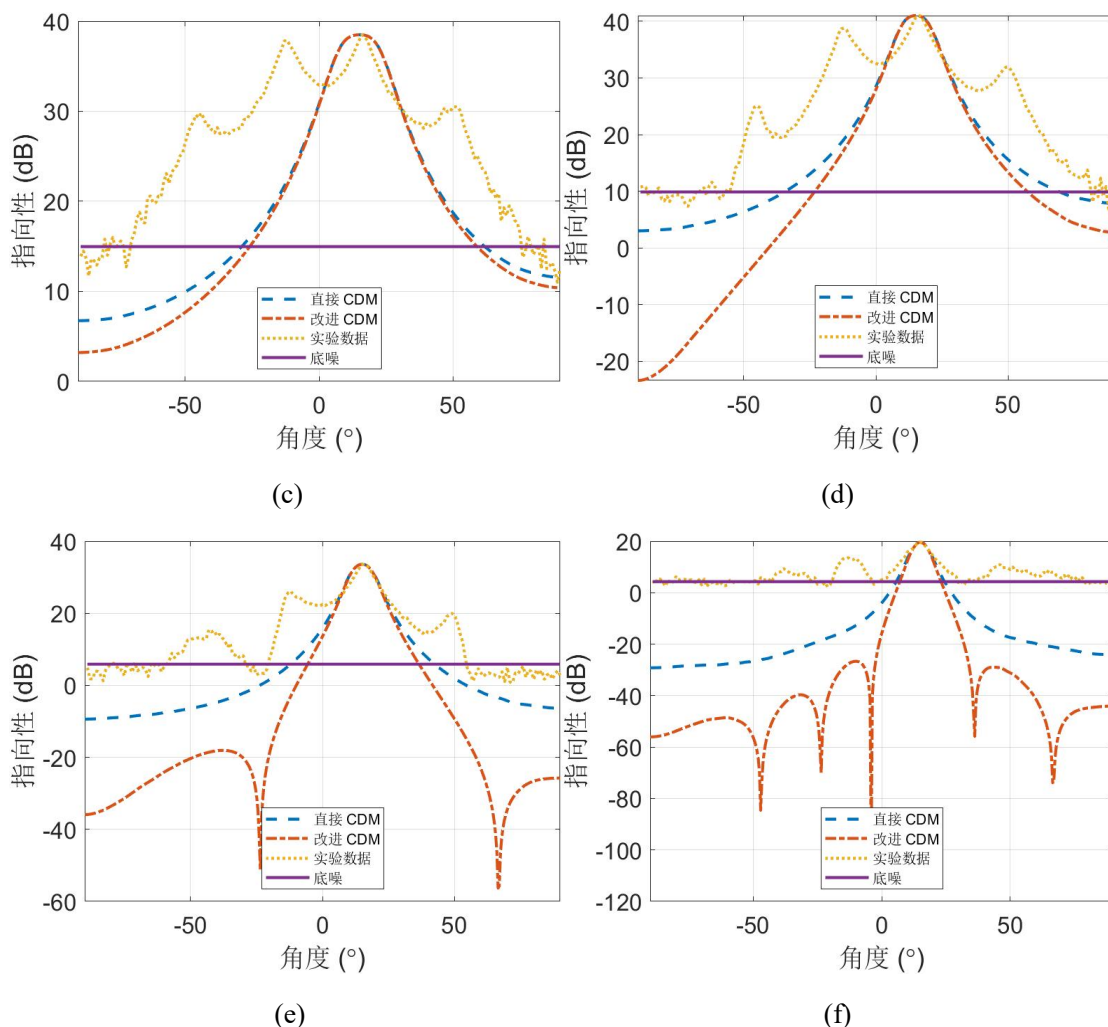 40
30
20
10
0
指向性 (dB)
-50
0
50
角度 (°)
直接 CDM
改进 CDM
实验数据
底噪
(c)
40
30
20
10
0
-10
-20
指向性 (dB)
-50
0
50
角度 (°)
直接 CDM
改进 CDM
实验数据
底噪
(d)
40
20
0
-20
-40
-60
指向性 (dB)
-50
0
50
角度 (°)
直接 CDM
改进 CDM
实验数据
底噪
(e)
20
0
-20
-40
-60
-80
-100
-120
指向性 (dB)
-50
0
50
角度 (°)
直接 CDM
改进 CDM
实验数据
底噪
(f)